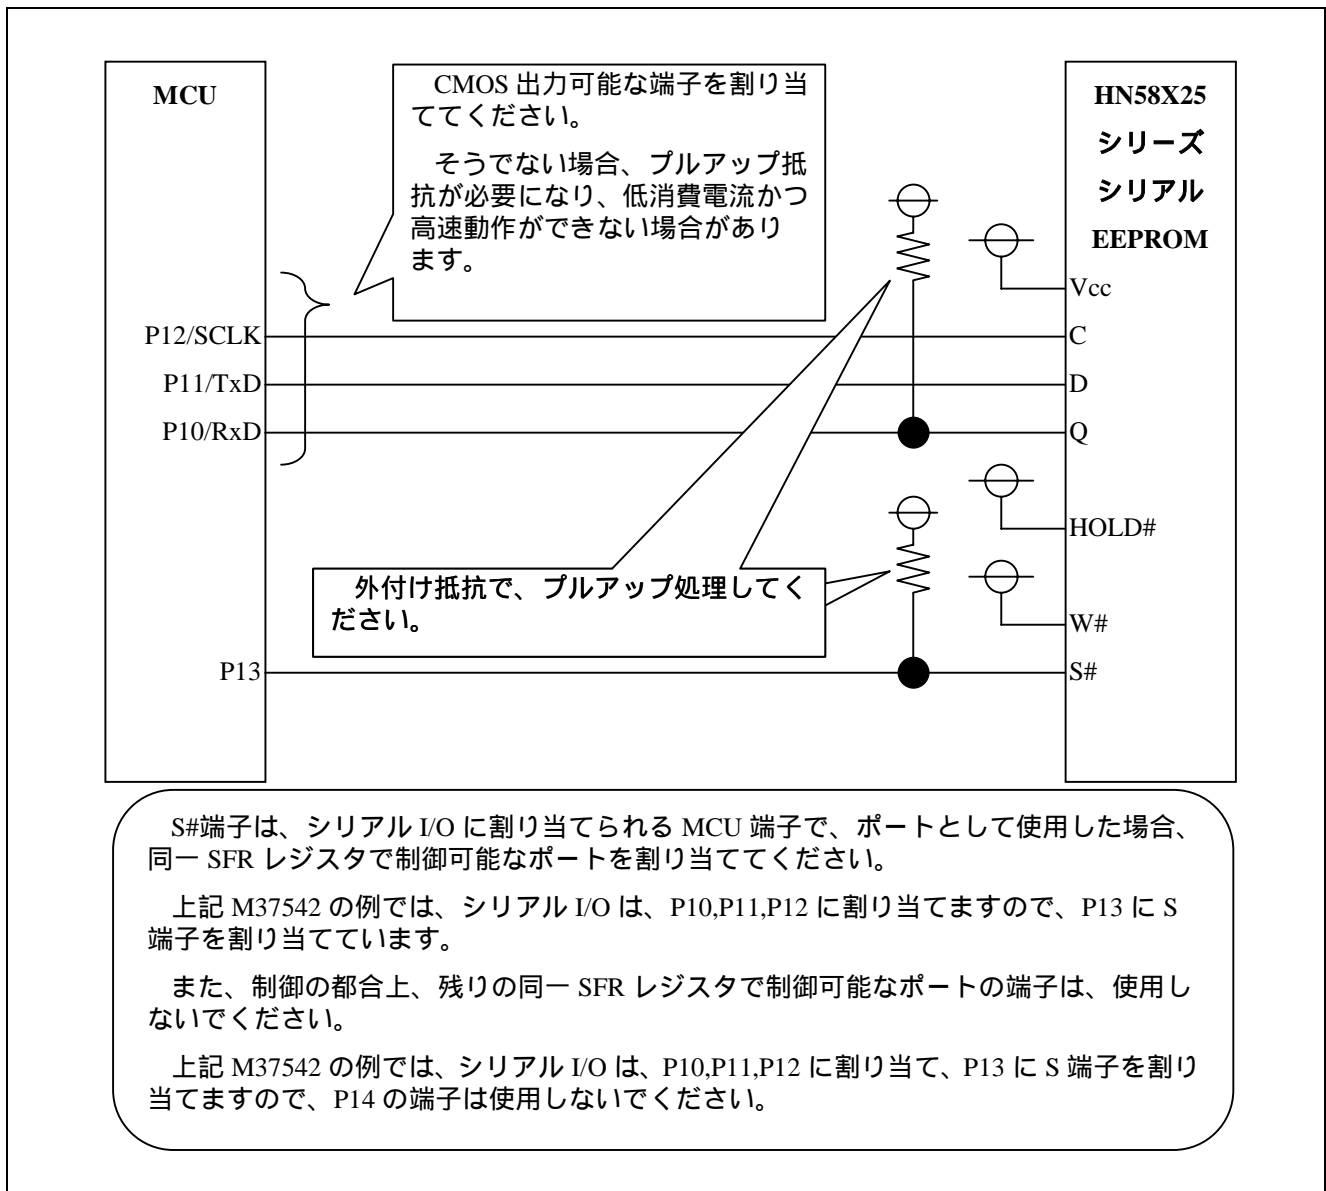 MCU
CMOS 出力可能な端子を割り当
ててください。
そうでない場合、プルアップ抵
抗が必要になり、低消費電流かつ
高速動作ができない場合があり
ます。
HN58X25
シリーズ
シリアル
EEPROM
Vcc
P12/SCLK
C
P11/TxD
D
P10/RxD
Q
HOLD#
外付け抵抗で、プルアップ処理してく
ださい。
W#
P13
S#
S#端子は、シリアル I/O に割り当てられる MCU 端子で、ポートとして使用した場合、
同一 SFR レジスタで制御可能なポートを割り当ててください。
上記 M37542 の例では、シリアル I/O は、P10,P11,P12 に割り当てますので、P13 に S
端子を割り当てています。
また、制御の都合上、残りの同一 SFR レジスタで制御可能なポートの端子は、使用し
ないでください。
上記 M37542 の例では、シリアル I/O は、P10,P11,P12 に割り当て、P13 に S 端子を割り
当てますので、P14 の端子は使用しないでください。